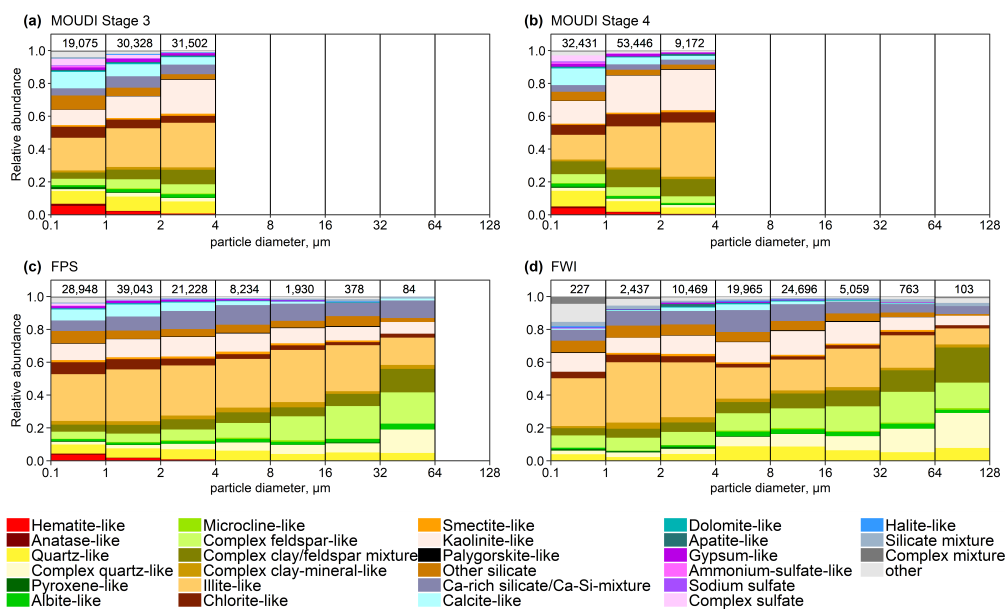 (a) MOUDI Stage 3
19,075 30,328 31,502
Relative abundance
1.0
0.8
0.6
0.4
0.2
0.0
0.1 1 2 4 8 16 32 64 128
particle diameter, µm
(b) MOUDI Stage 4
32,431 53,446 9,172
1.0
0.8
0.6
0.4
0.2
0.0
0.1 1 2 4 8 16 32 64 128
particle diameter, µm
(c) FPS
28,948 39,043 21,228 8,234 1,930 378 84
Relative abundance
1.0
0.8
0.6
0.4
0.2
0.0
0.1 1 2 4 8 16 32 64 128
particle diameter, µm
(d) FWI
227 2,437 10,469 19,965 24,696 5,059 763 103
1.0
0.8
0.6
0.4
0.2
0.0
0.1 1 2 4 8 16 32 64 128
particle diameter, µm
Hematite-like
Anatase-like
Quartz-like
Complex quartz-like
Pyroxene-like
Albite-like
Microcline-like
Complex feldspar-like
Complex clay/feldspar mixture
Complex clay-mineral-like
Illite-like
Chlorite-like
Smectite-like
Kaolinite-like
Palygorskite-like
Other silicate
Ca-rich silicate/Ca-Si-mixture
Calcite-like
Dolomite-like
Apatite-like
Gypsum-like
Ammonium-sulfate-like
Sodium sulfate
Complex sulfate
Halite-like
Silicate mixture
Complex mixture
other